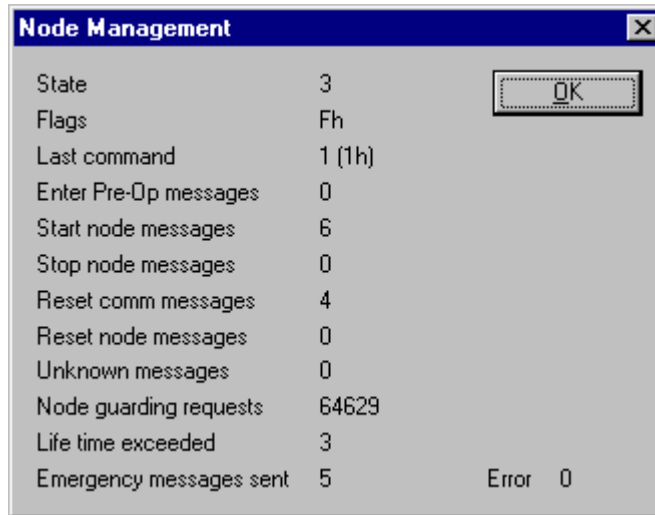 Node Management
State 3 OK
Flags Fh
Last command 1 (1h)
Enter Pre-Op messages 0
Start node messages 6
Stop node messages 0
Reset comm messages 4
Reset node messages 0
Unknown messages 0
Node guarding requests 64629
Life time exceeded 3
Emergency messages sent 5 Error 0